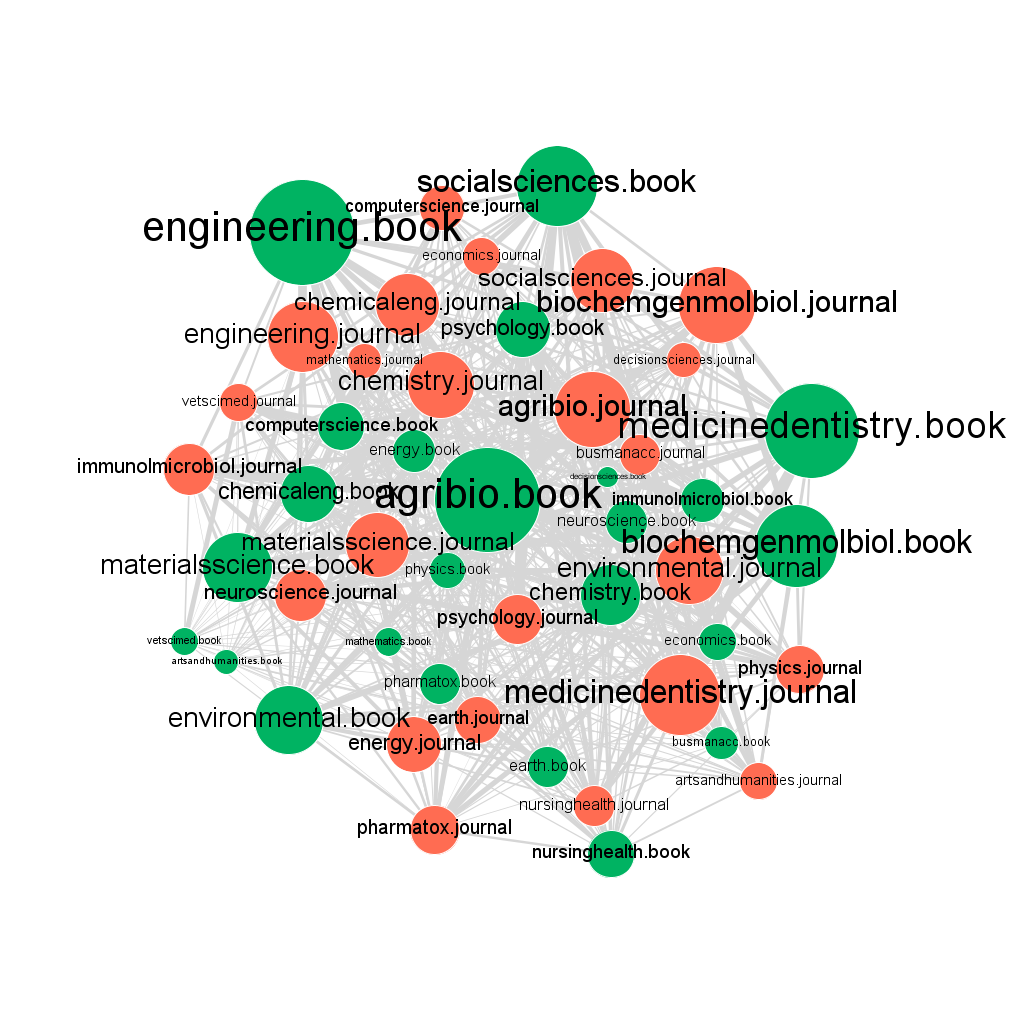 socialsciences.book
computerscience.journal
engineering.book
economics.journal
socialsciences.journal
chemicaleng.journal
biochemgenmolbiol.journal
psychology.book
engineering.journal
mathematics.journal
decisionsciences.journal
chemistry.journal
vetscimed.journal
agribio.journal
computerscience.book
medicinedentistry.book
energy.book
busmanacc.journal
immunolmicrobiol.journal
decisionsciences.book
chemicaleng.book
agribio.book
immunolmicrobiol.book
neuroscience.book
materialsscience.journal
biochemgenmolbiol.book
materialsscience.book
physics.book
environmental.journal
neuroscience.journal
chemistry.book
psychology.journal
vetscimed.book
mathematics.book
economics.book
artsandhumanities.book
physics.journal
pharmatox.book
medicinedentistry.journal
environmental.book
earth.journal
energy.journal
busmanacc.book
earth.book
artsandhumanities.journal
nursinghealth.journal
pharmatox.journal
nursinghealth.book